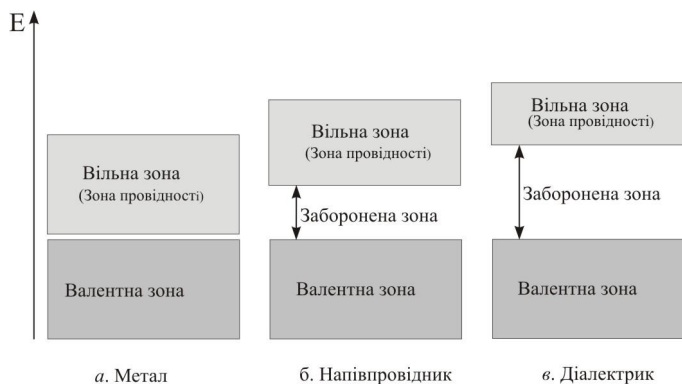 E
Вільна зона
(Зона провідності)
Валентна зона
а. Метал
Вільна зона
(Зона провідності)
Заборонена зона
Валентна зона
б. Напівпровідник
Вільна зона
(Зона провідності)
Заборонена зона
Валентна зона
в. Діалектрик